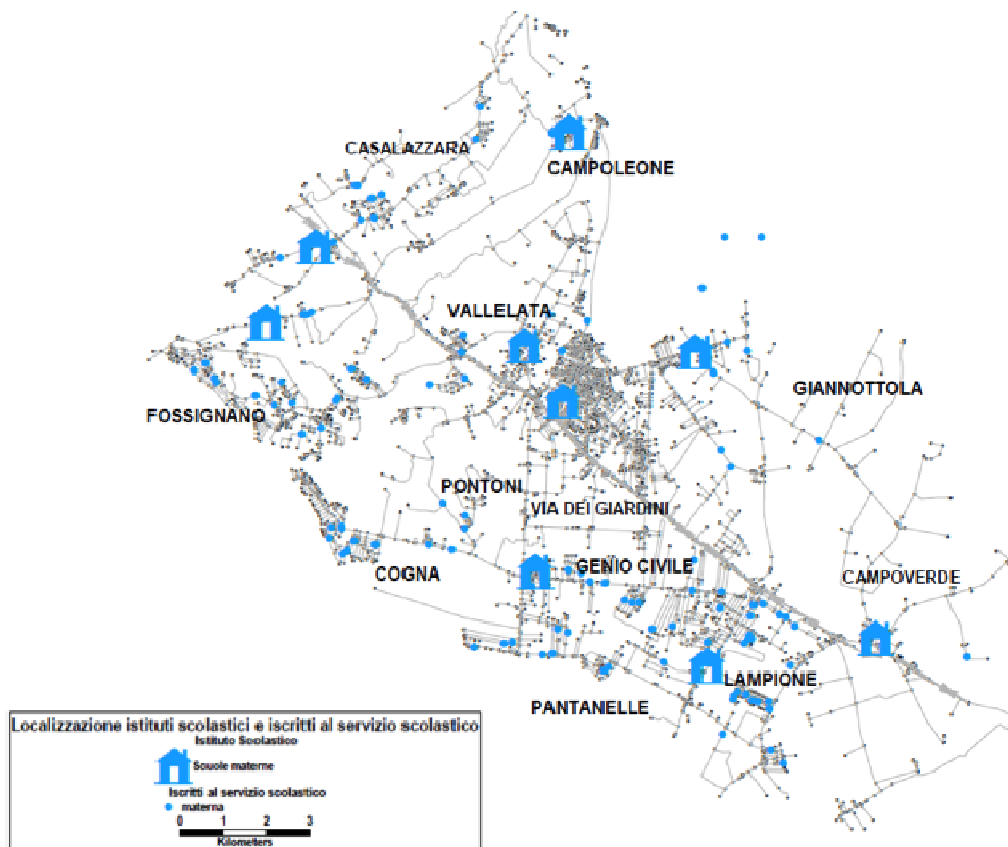 CASALAZZARA
CAMPOLEONE
VALLELATA
GIANNOTTOLA
FOSSIGNANO
PONTONI
VIA DEI GIARDINI
COGNA
GENIO CIVILE
CAMPOVERDE
LAMPIONE
PANTANELLE
Localizzazione istituti scolastici e iscritti al servizio scolastico
Istituto Scolastico
Scuole materne
Iscritti al servizio scolastico
materna
0 1 2 3
Kilometers